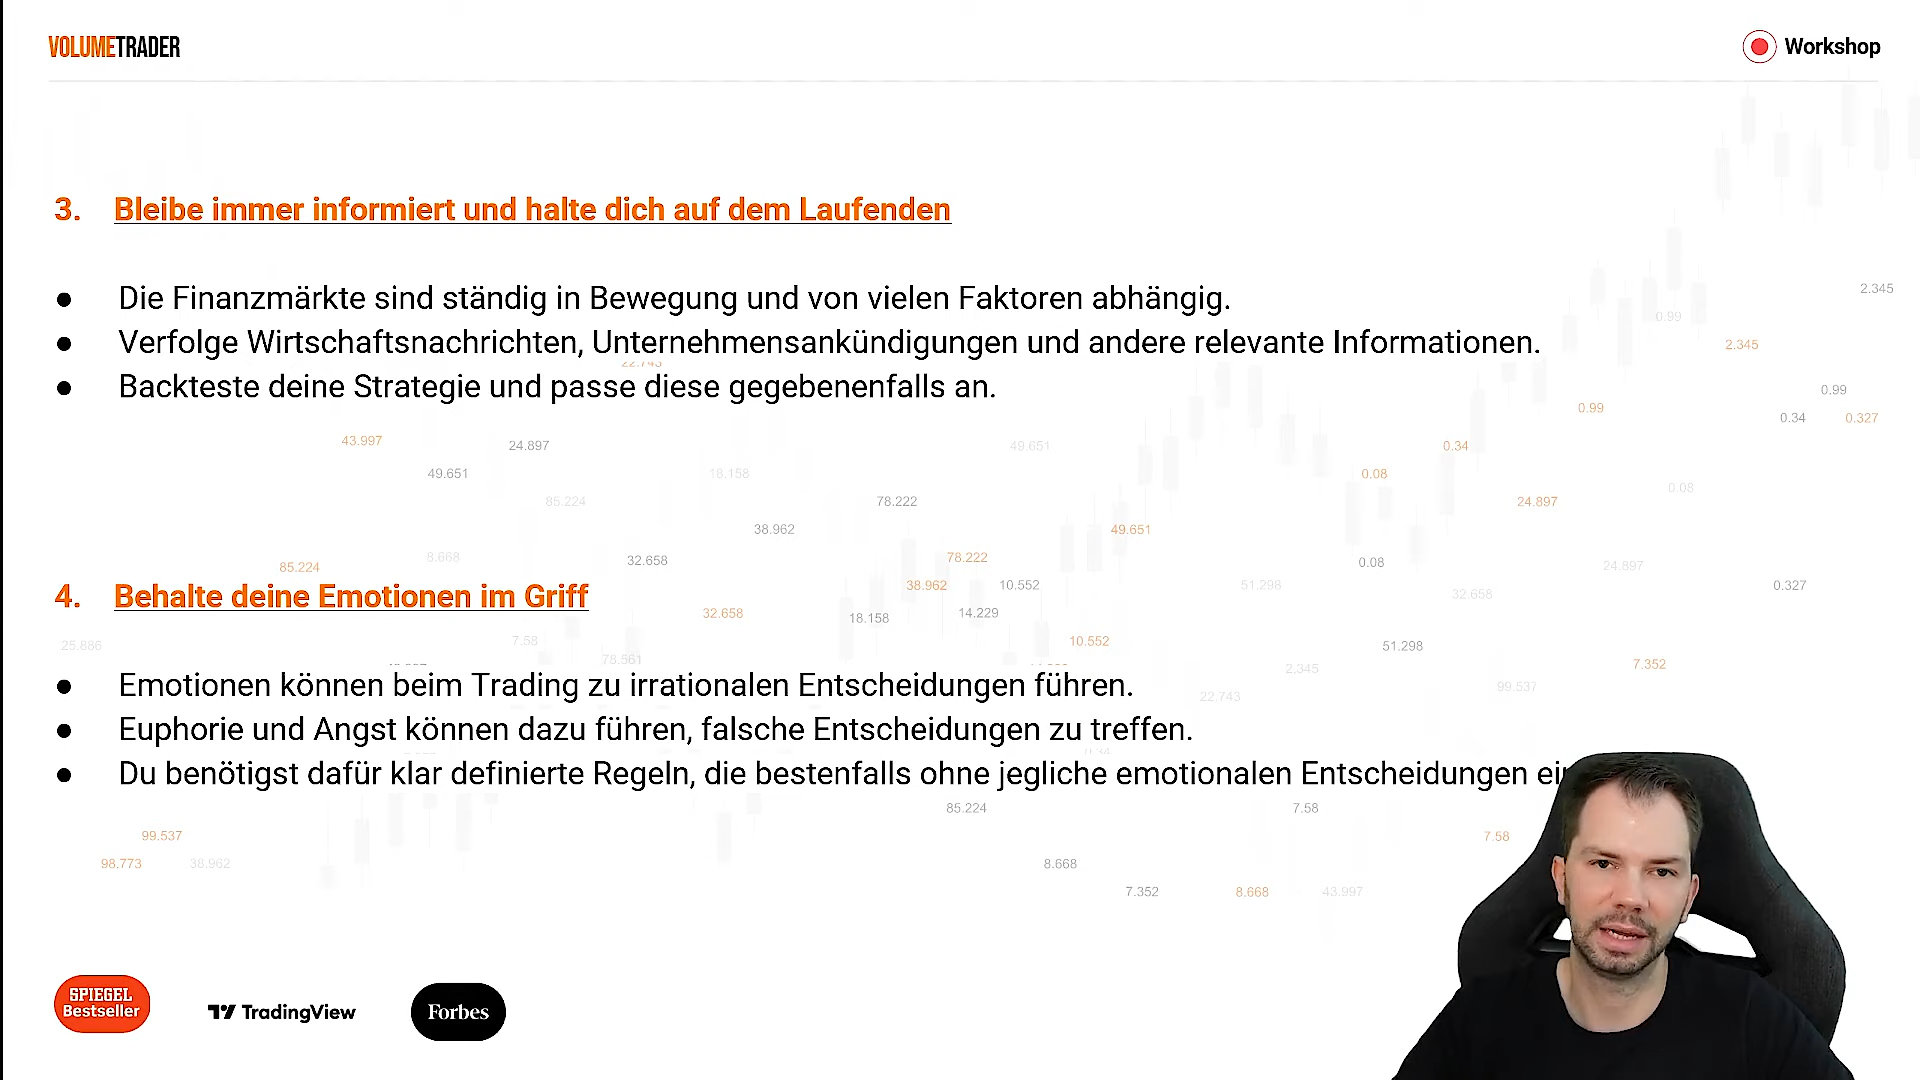 VOLUMETRADER
Workshop
3. Bleibe immer informiert und halte dich auf dem Laufenden
● Die Finanzmärkte sind ständig in Bewegung und von vielen Faktoren abhängig.
● Verfolge Wirtschaftsnachrichten, Unternehmensankündigungen und andere relevante Informationen.
● Backteste deine Strategie und passe diese gegebenenfalls an.
2.345
0.99
2.345
0.99
0.99
0.34 0.327
43.997 24.897 49.651 0.34
49.651 18.158 0.08
85.224 78.222 24.897 0.08
38.962 49.651
8.668 32.658 78.222 0.08
85.224 24.897
38.962 10.552 51.298 32.658 0.327
4. Behalte deine Emotionen im Griff
32.658 18.158 14.229
25.886 7.58 10.552 51.298
78.561 2.345 7.352
22.743 99.537
● Emotionen können beim Trading zu irrationalen Entscheidungen führen.
● Euphorie und Angst können dazu führen, falsche Entscheidungen zu treffen.
● Du benötigst dafür klar definierte Regeln, die bestenfalls ohne jegliche emotionalen Entscheidungen
85.224 7.58
99.537 7.58
98.773 38.962 8.668
7.352 8.668 43.997
SPIEGEL
Bestseller
TradingView
Forbes